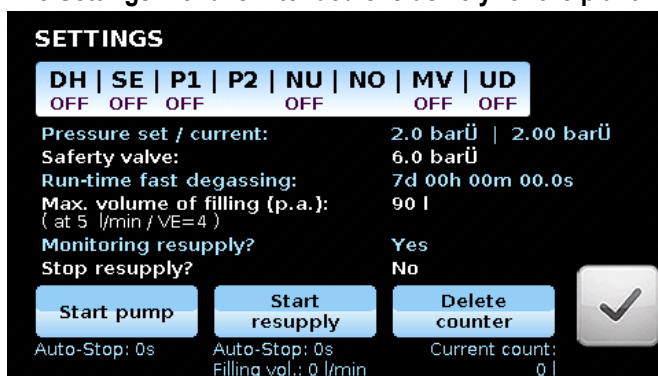 SETTINGS
DH | SE | P1 | P2 | NU | NO | MV | UD
OFF OFF OFF OFF OFF OFF
Pressure set / current: 2.0 barÜ | 2.00 barÜ
Saferty valve: 6.0 barÜ
Run-time fast degassing: 7d 00h 00m 00.0s
Max. volume of filling (p.a.): 90 l
( at 5 l/min / VE=4 )
Monitoring resupply? Yes
Stop resupply? No
Start pump
Start resupply
Delete counter
Auto-Stop: 0s
Auto-Stop: 0s
Filling vol.: 0 l/min
Current count:
0 l